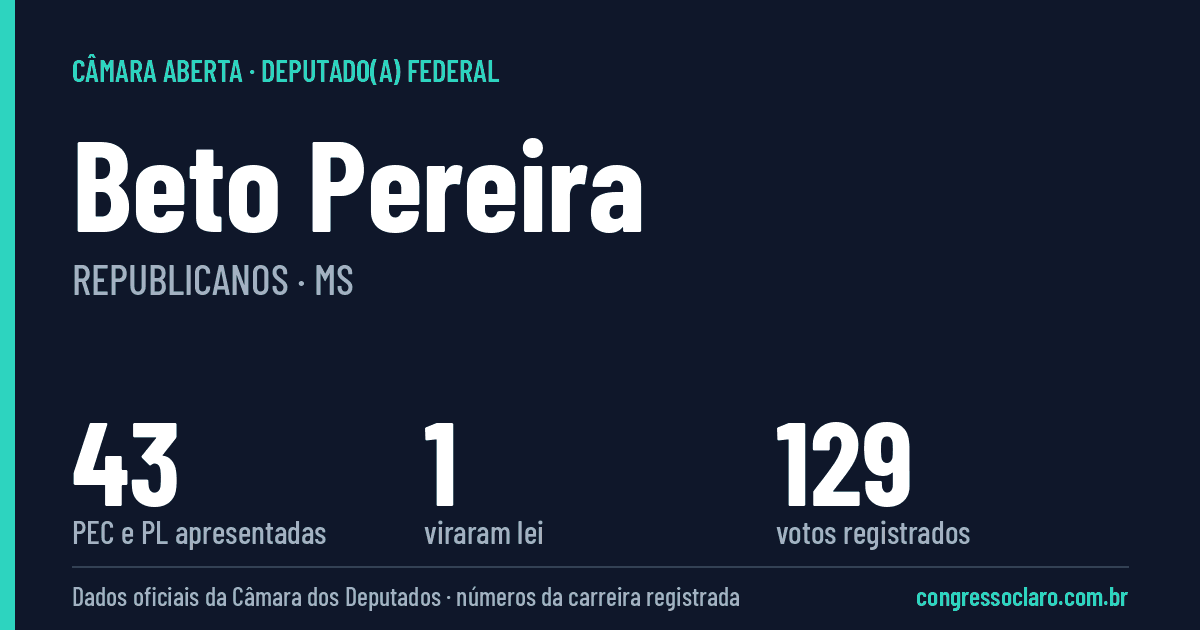 CÂMARA ABERTA · DEPUTADO(A) FEDERAL
Beto Pereira
REPUBLICANOS · MS
43
PEC e PL apresentadas
1
viraram lei
129
votos registrados
Dados oficiais da Câmara dos Deputados · números da carreira registrada
congressoclaro.com.br